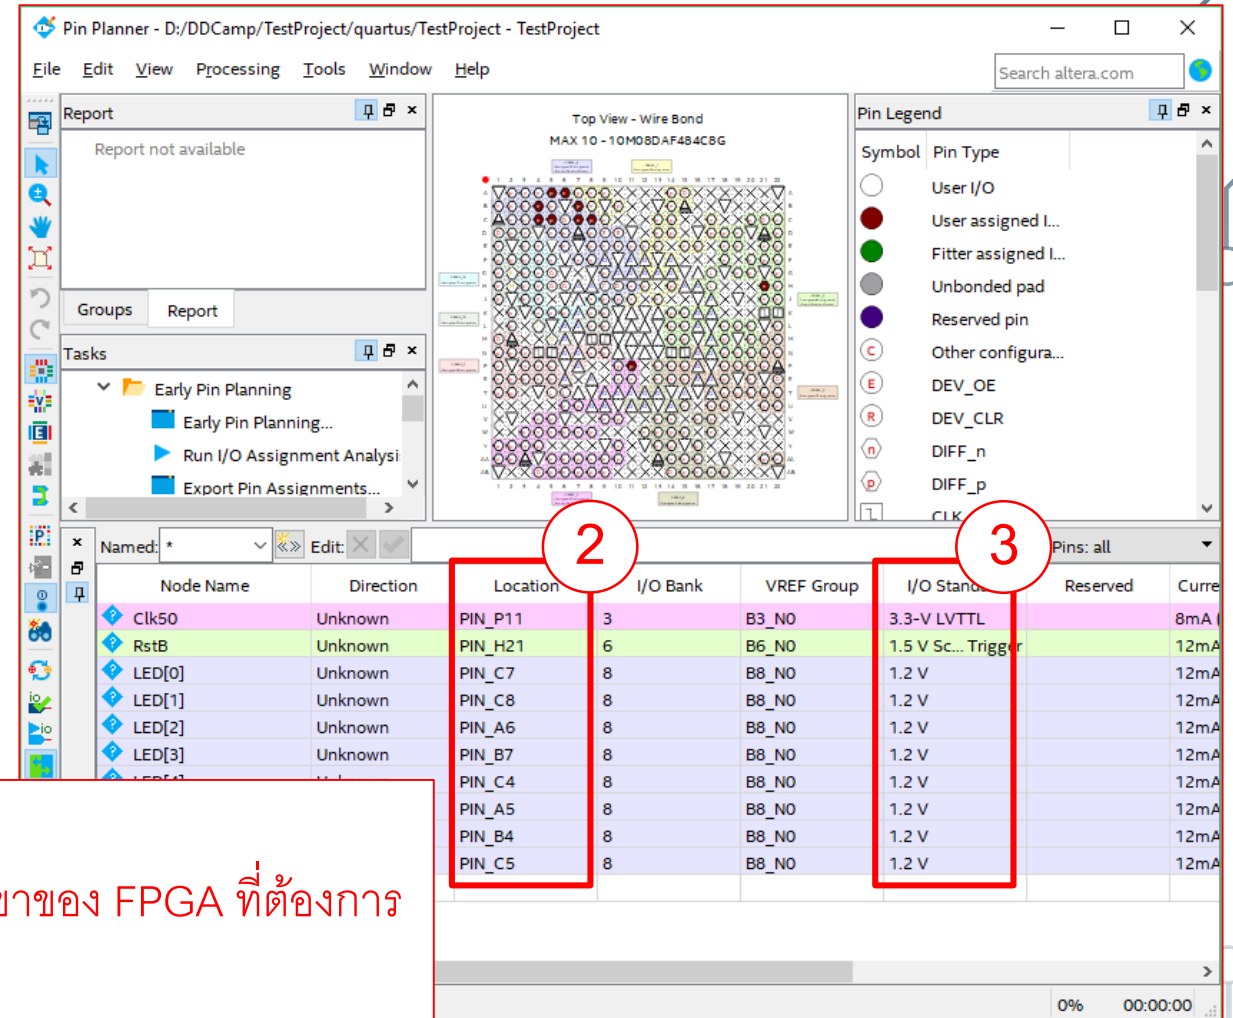 Pin Planner - D:/DDCamp/TestProject/quartus/TestProject - TestProject
File Edit View Processing Tools Window Help
Search altera.com
Report
Report not available
Groups Report
Tasks
Early Pin Planning
Early Pin Planning...
Run I/O Assignment Analysi
Export Pin Assignments...
Top View - Wire Bond
MAX 10 - 10M08DAF484C8G
Pin Legend
Symbol Pin Type
User I/O
User assigned I...
Fitter assigned I...
Unbonded pad
Reserved pin
C Other configura...
E DEV_OE
R DEV_CLR
n DIFF_n
p DIFF_p
2
3
Named: * Edit: Pins: all
Node Name Direction Location I/O Bank VREF Group I/O Stand Reserved Curre
Clk50 Unknown PIN_P11 3 B3_N0 3.3-V LVTTL 8mA (
RstB Unknown PIN_H21 6 B6_N0 1.5 V Sc... Trigger 12mA
LED[0] Unknown PIN_C7 8 B8_N0 1.2 V 12mA
LED[1] Unknown PIN_C8 8 B8_N0 1.2 V 12mA
LED[2] Unknown PIN_A6 8 B8_N0 1.2 V 12mA
LED[3] Unknown PIN_B7 8 B8_N0 1.2 V 12mA
PIN_C4 8 B8_N0 1.2 V 12mA
PIN_A5 8 B8_N0 1.2 V 12mA
PIN_B4 8 B8_N0 1.2 V 12mA
PIN_C5 8 B8_N0 1.2 V 12mA
ขาของ FPGA ที่ต้องการ
0% 00:00:00